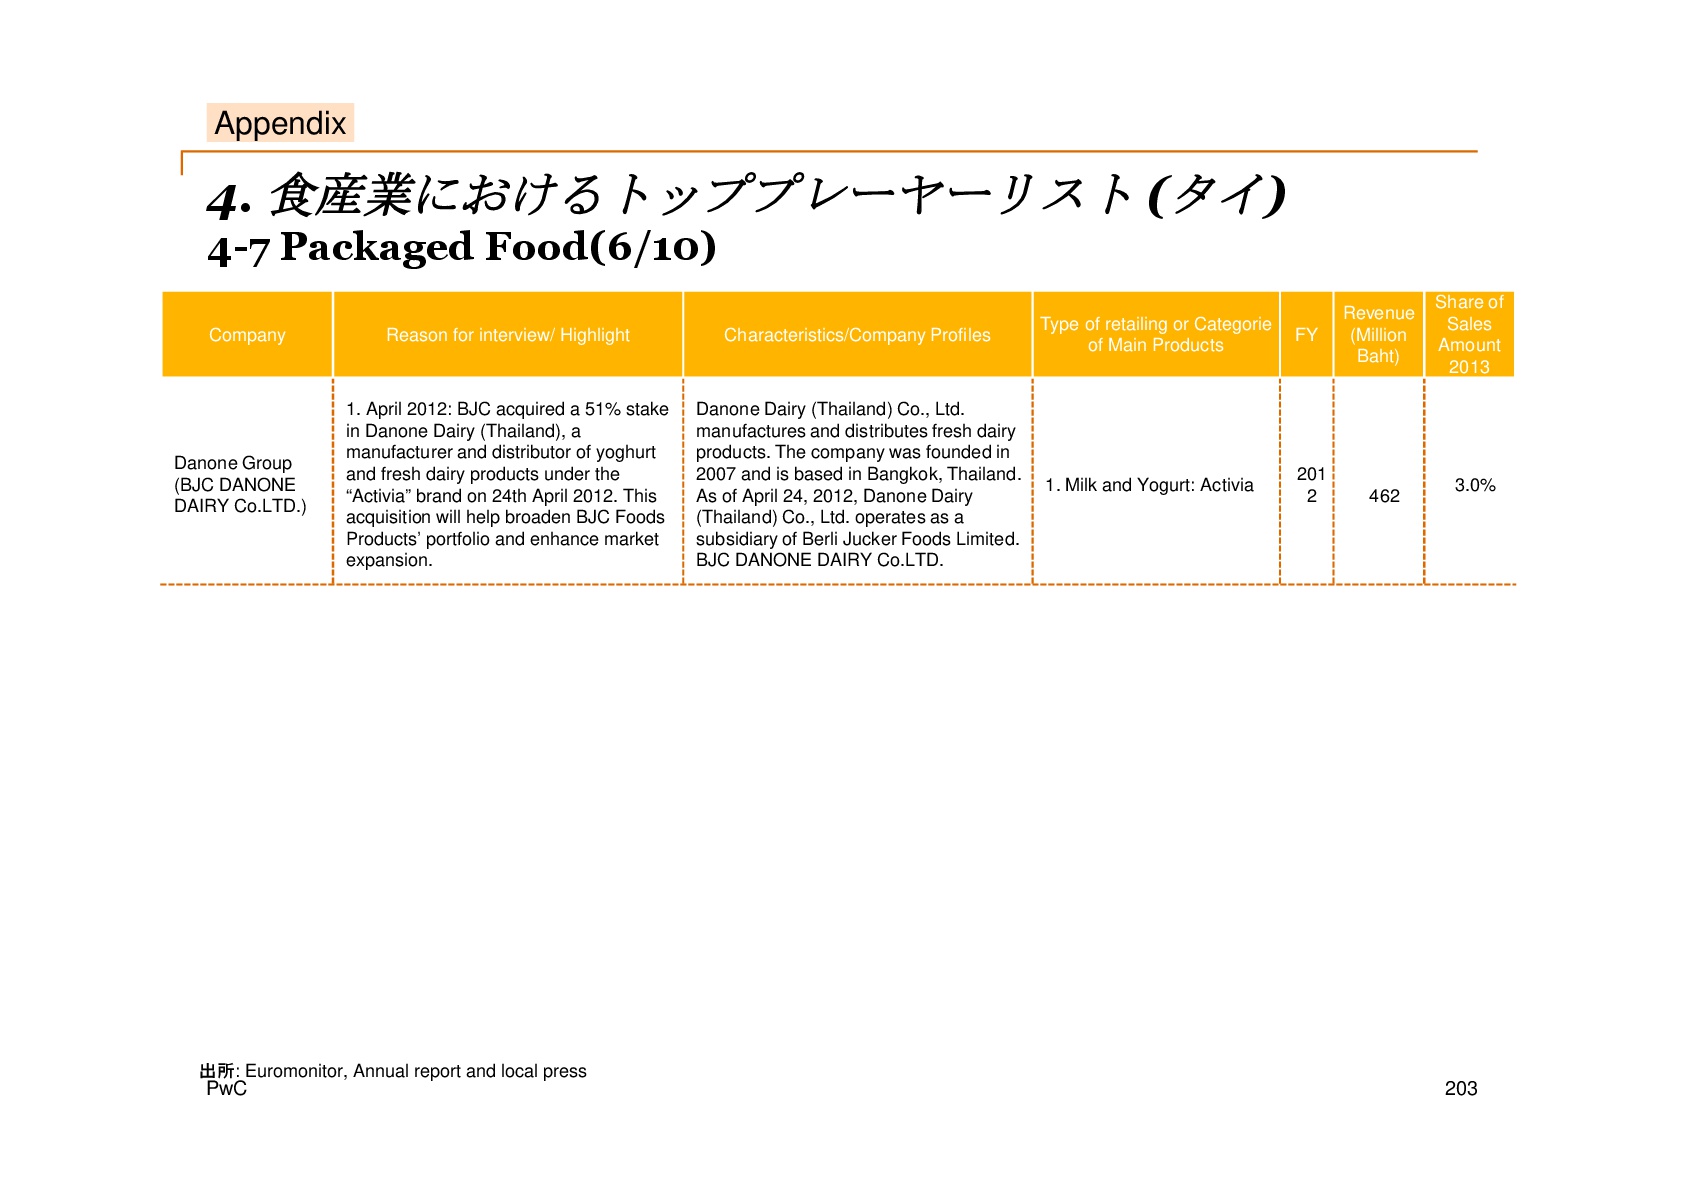 Appendix
4. 食産業におけるトッププレーヤーリスト(タイ)
4-7 Packaged Food(6/10)
Company
Reason for interview/ Highlight
Characteristics/Company Profiles
Type of retailing or Categorie
of Main Products
FY
Revenue
(Million
Baht)
Share of
Sales
Amount
2013
Danone Group
(BJC DANONE
DAIRY Co.LTD.)
1. April 2012: BJC acquired a 51% stake
in Danone Dairy (Thailand), a
manufacturer and distributor of yoghurt
and fresh dairy products under the
“Activia” brand on 24th April 2012. This
acquisition will help broaden BJC Foods
Products’ portfolio and enhance market
expansion.
Danone Dairy (Thailand) Co., Ltd.
manufactures and distributes fresh dairy
products. The company was founded in
2007 and is based in Bangkok, Thailand.
As of April 24, 2012, Danone Dairy
(Thailand) Co., Ltd. operates as a
subsidiary of Berli Jucker Foods Limited.
BJC DANONE DAIRY Co.LTD.
1. Milk and Yogurt: Activia
201
2
462
3.0%
出所: Euromonitor, Annual report and local press
PwC
203